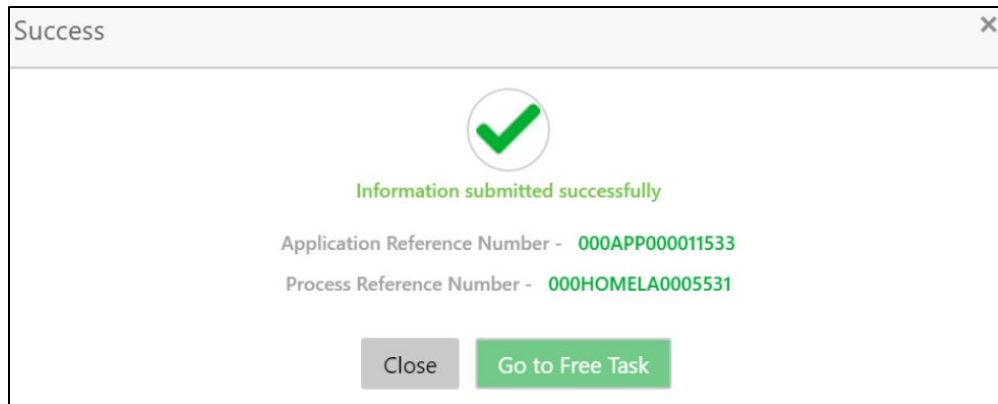 Success ×
Information submitted successfully
Application Reference Number - 000APP000011533
Process Reference Number - 000HOMELA0005531
Close Go to Free Task